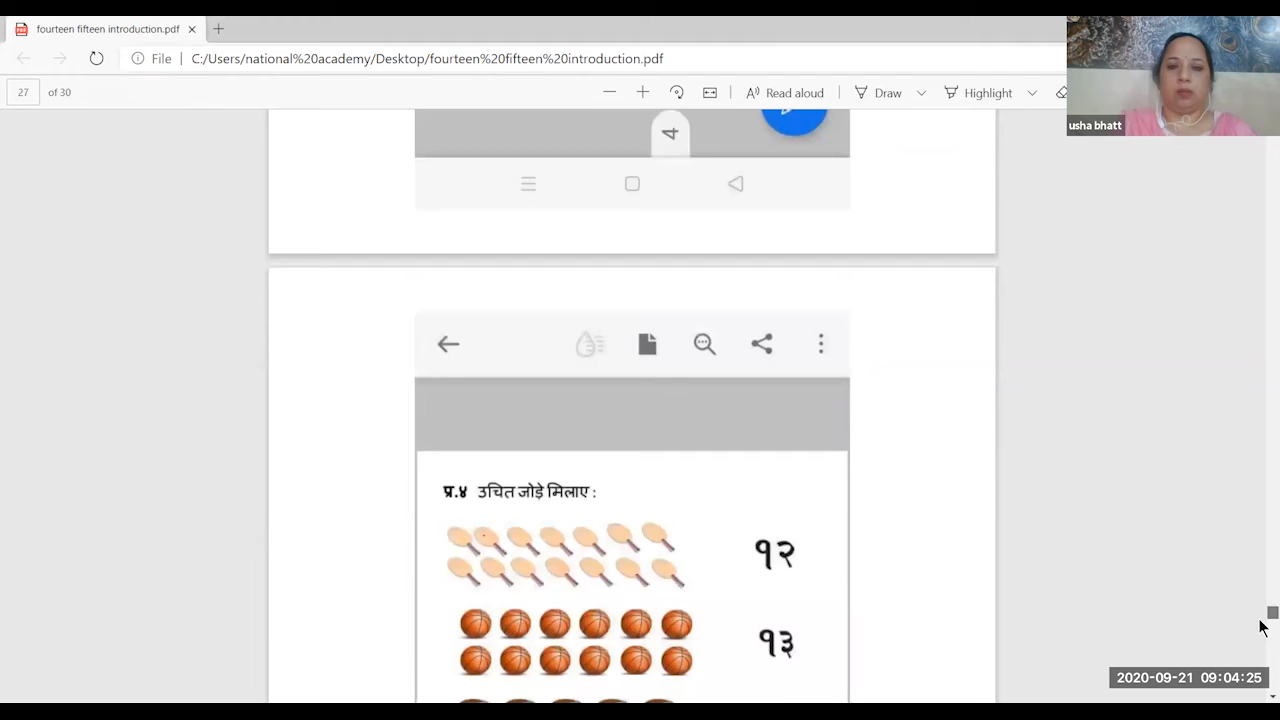 fourteen fifteen introduction.pdf
File | C:/Users/national%20academy/Desktop/fourteen%20fifteen%20introduction.pdf
27 of 30
Read aloud
Draw
Highlight
usha bhatt
4
प्र.४ उचित जोड़े मिलाए :
१२
१३
2020-09-21 09:04:25